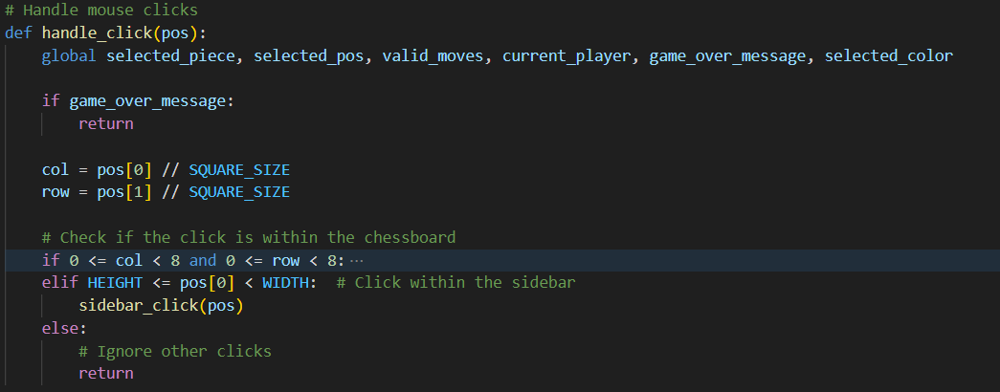 # Handle mouse clicks
def handle_click(pos):
    global selected_piece, selected_pos, valid_moves, current_player, game_over_message, selected_color
    if game_over_message:
        return
    col = pos[0] // SQUARE_SIZE
    row = pos[1] // SQUARE_SIZE
    # Check if the click is within the chessboard
    if 0 <= col < 8 and 0 <= row < 8:···
    elif HEIGHT <= pos[0] < WIDTH:  # Click within the sidebar
        sidebar_click(pos)
    else:
        # Ignore other clicks
        return